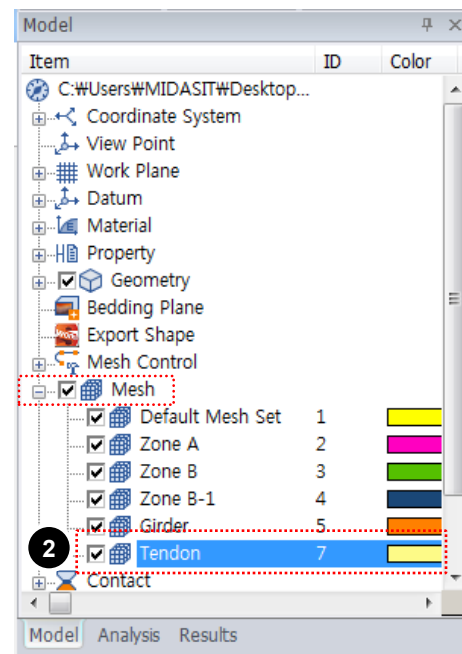 Model
Item ID Color
C:₩Users₩MIDASIT₩Desktop...
Coordinate System
View Point
Work Plane
Datum
Material
Property
Geometry
Bedding Plane
Export Shape
Mesh Control
Mesh
Default Mesh Set 1
Zone A 2
Zone B 3
Zone B-1 4
Girder 5
2 Tendon 7
Contact
Model Analysis Results